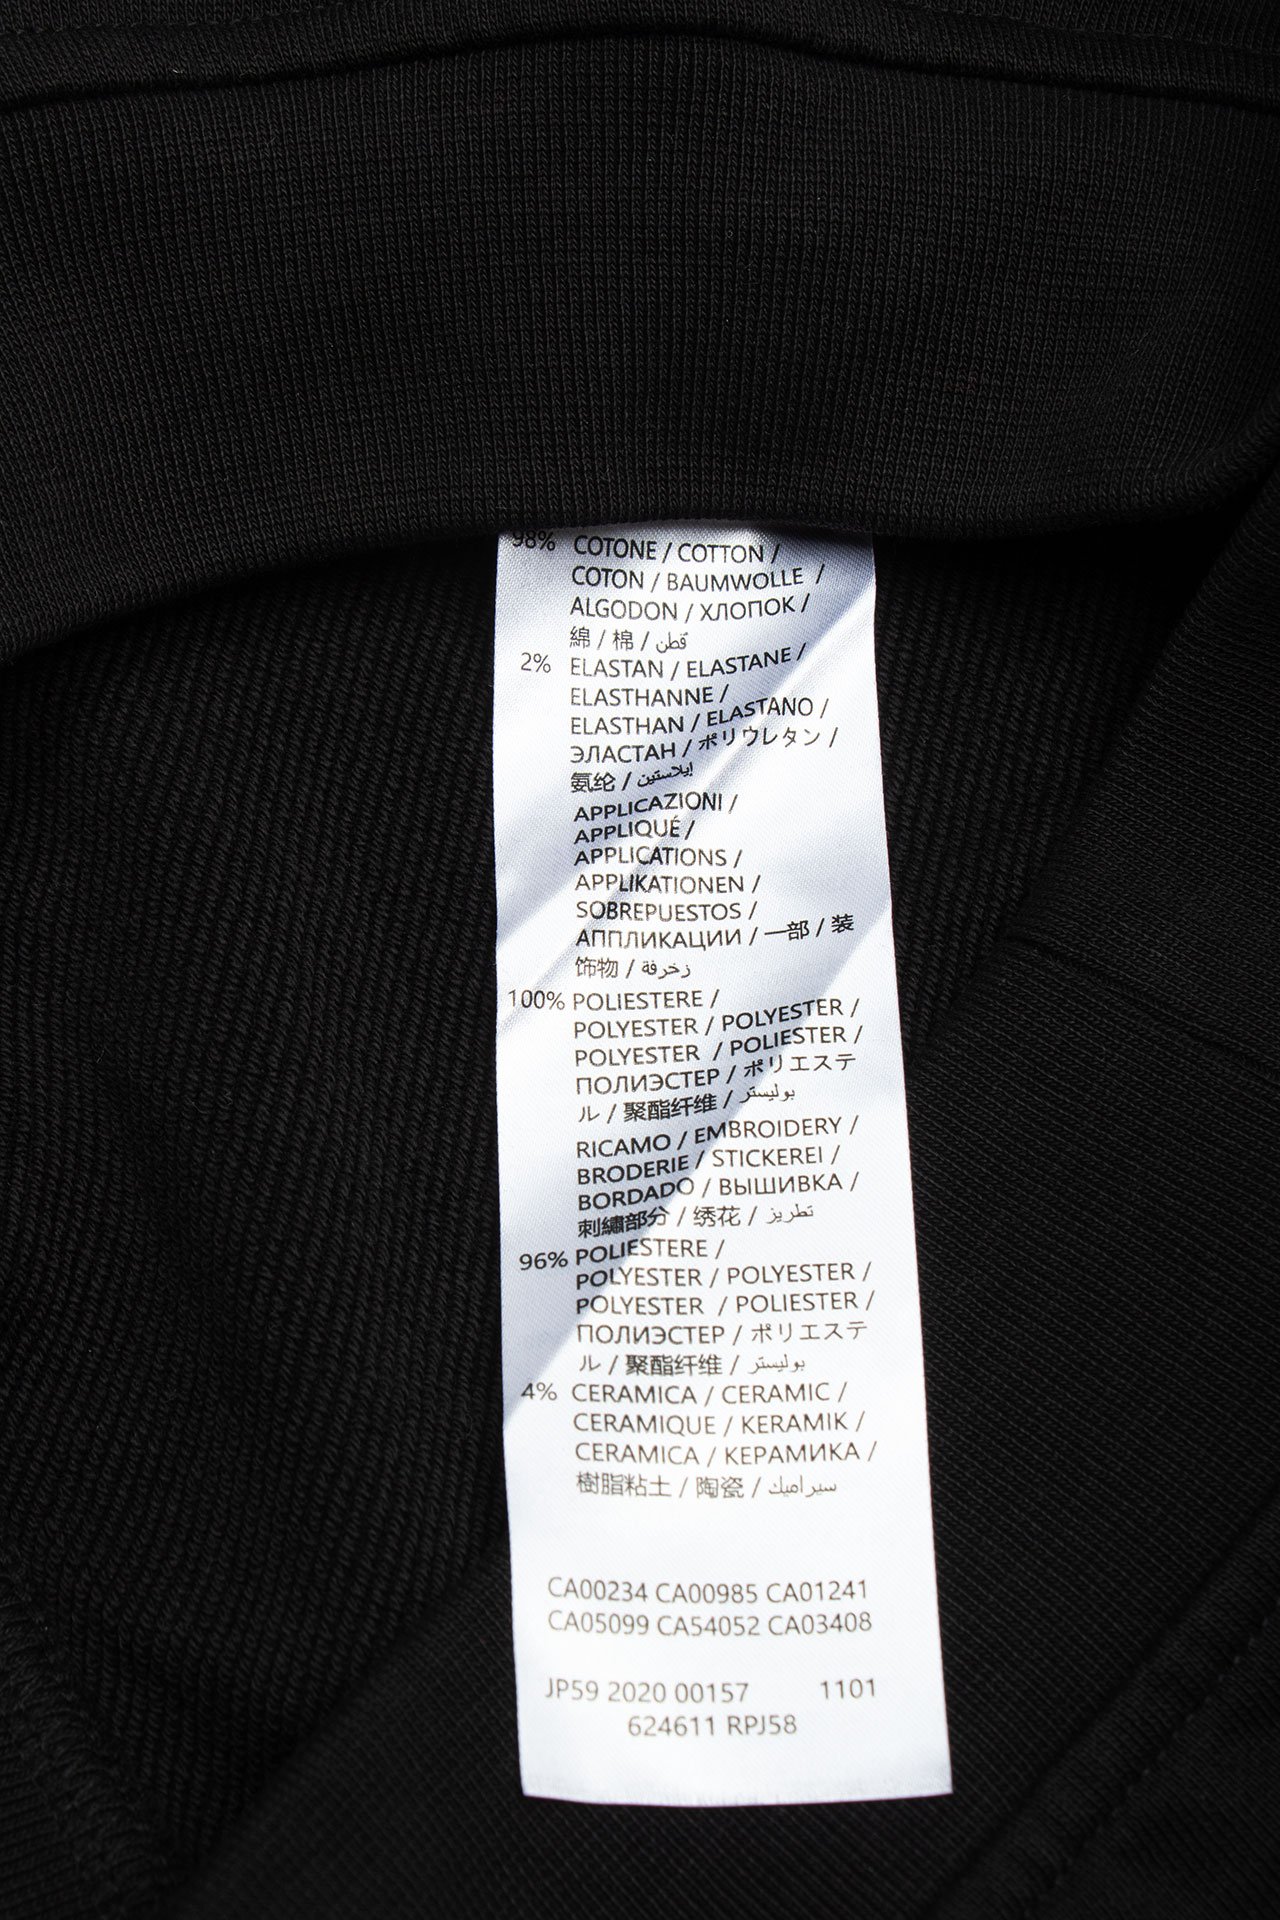 98% COTONE / COTTON /
COTON / BAUMWOLLE /
ALGODON / ХЛОПОК /
綿 / 棉 / قطن
2% ELASTAN / ELASTANE /
ELASTHANNE /
ELASTHAN / ELASTANO /
ЭЛАСТАН / ポリウレタン /
氨纶 / إيلاستين
APPLICAZIONI /
APPLIQUÉ /
APPLICATIONS /
APPLIKATIONEN /
SOBREPUESTOS /
АППЛИКАЦИИ / 一部 / 装
饰物 / زخرفة
100% POLIESTERE /
POLYESTER / POLYESTER /
POLYESTER / POLIESTER /
ПОЛИЭСТЕР / ポリエステ
ル / 聚酯纤维 / بوليستر
RICAMO / EMBROIDERY /
BRODERIE / STICKEREI /
BORDADO / ВЫШИВКА /
刺繍部分 / 绣花 / تطريز
96% POLIESTERE /
POLYESTER / POLYESTER /
POLYESTER / POLIESTER /
ПОЛИЭСТЕР / ポリエステ
ル / 聚酯纤维 / بوليستر
4% CERAMICA / CERAMIC /
CERAMIQUE / KERAMIK /
CERAMICA / КЕРАМИКА /
樹脂粘土 / 陶瓷 / سيراميك
CA00234 CA00985 CA01241
CA05099 CA54052 CA03408
JP59 2020 00157 1101
624611 RPJ58